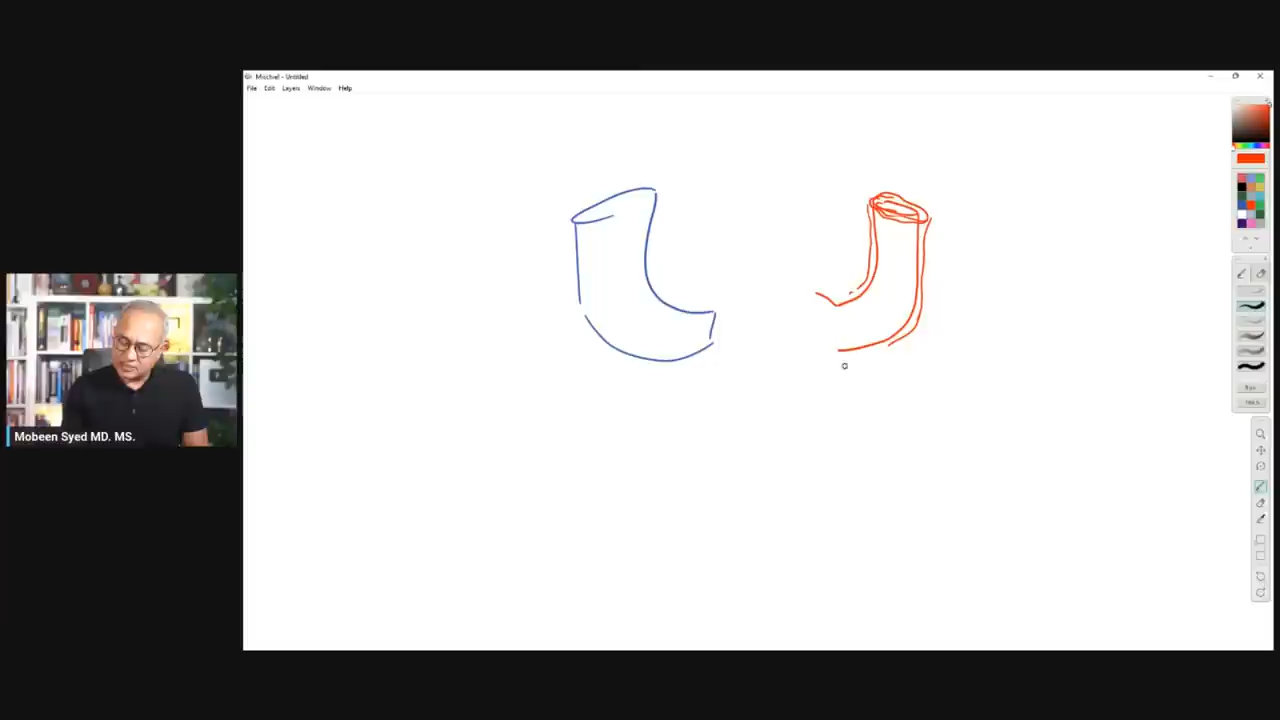 Mischief - Untitled
File Edit Layers Window Help
Mobeen Syed MD. MS.